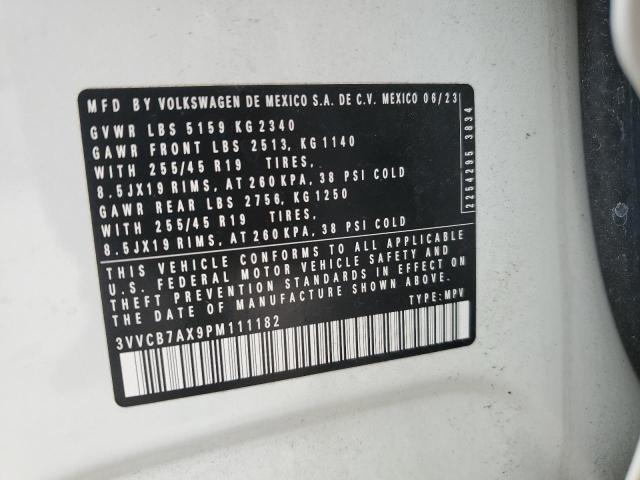 MFD BY VOLKSWAGEN DE MEXICO S.A. DE C.V. MEXICO 06/23
GVWR LBS 5159 KG 2340
GAWR FRONT LBS 2513, KG 1140
WITH 255/45 R19 TIRES,
8.5JX19 RIMS, AT 260 KPA, 38 PSI COLD
GAWR REAR LBS 2756, KG 1250
WITH 255/45 R19 TIRES,
8.5JX19 RIMS, AT 260 KPA, 38 PSI COLD
THIS VEHICLE CONFORMS TO ALL APPLICABLE
U.S. FEDERAL MOTOR VEHICLE SAFETY AND
THEFT PREVENTION STANDARDS IN EFFECT ON
THE DATE OF MANUFACTURE SHOWN ABOVE.
3VVCB7AX9PM111182 TYPE: MPV
2254295 3834